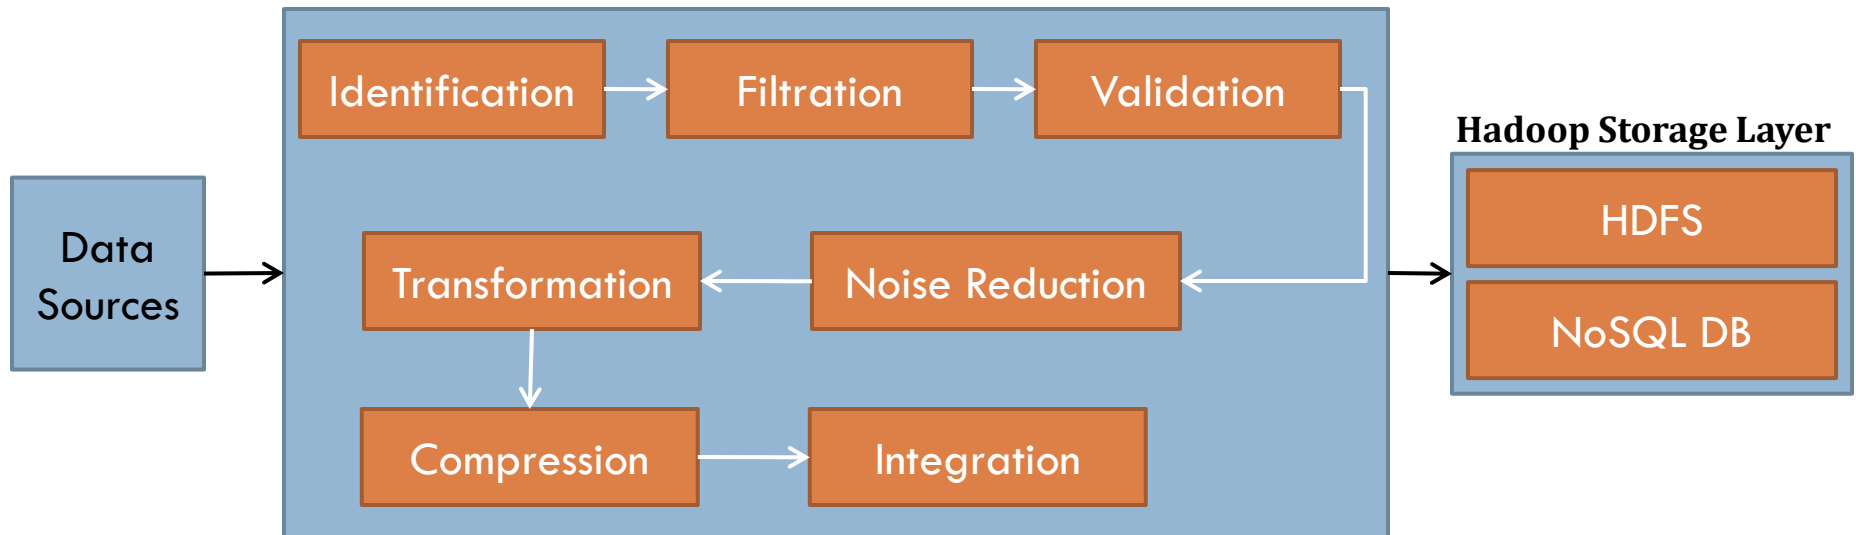 Data
Sources
Identification
Filtration
Validation
Noise Reduction
Transformation
Compression
Integration
Hadoop Storage Layer
HDFS
NoSQL DB